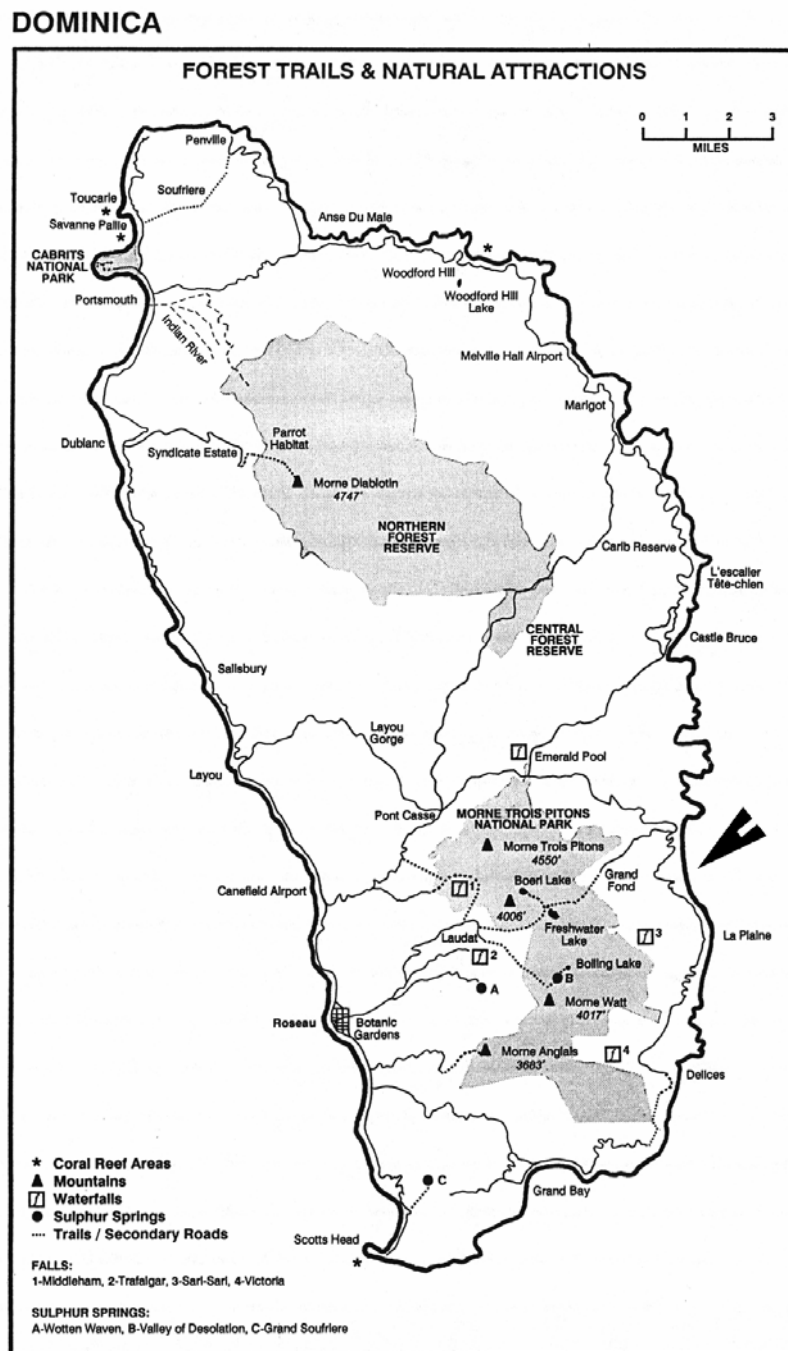 DOMINICA
FOREST TRAILS & NATURAL ATTRACTIONS
0 1 2 3
MILES
Penville
Soufriere
Toucarie
Savanne Paille
CABRITS
NATIONAL
PARK
Portsmouth
Indian River
Anse Du Male
Woodford Hill
Woodford Hill
Lake
Melville Hall Airport
Marigot
Dublanc
Syndicate Estate
Parrot
Habitat
Morne Diablotin
4747'
NORTHERN
FOREST
RESERVE
Carib Reserve
L'escalier
Tête-chien
CENTRAL
FOREST
RESERVE
Castle Bruce
Salisbury
Layou
Gorge
Emerald Pool
Layou
Pont Casse
MORNE TROIS PITONS
NATIONAL PARK
Morne Trois Pitons
4550'
Canefield Airport
1
Boeri Lake
Grand
Fond
4006'
Freshwater
Lake
Laudat
3
La Plaine
2
Boiling Lake
B
A
Morne Watt
4017'
Roseau
Botanic
Gardens
Morne Anglais
3683'
4
Delices
C
Grand Bay
Scotts Head
* Coral Reef Areas
Mountains
Waterfalls
Sulphur Springs
Trails / Secondary Roads
FALLS:
1-Middleham, 2-Trafalgar, 3-Sari-Sari, 4-Victoria
SULPHUR SPRINGS:
A-Wotten Waven, B-Valley of Desolation, C-Grand Soufriere